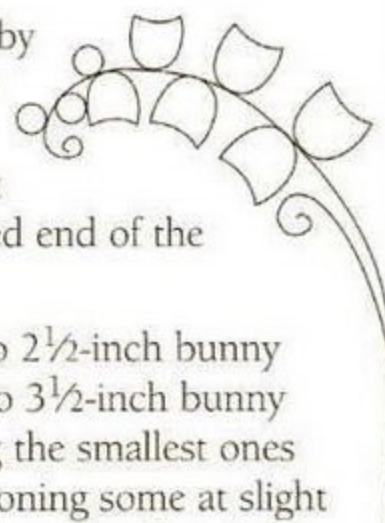 by
ed end of the
o 2½-inch bunny
o 3½-inch bunny
g the smallest ones
oning some at slight